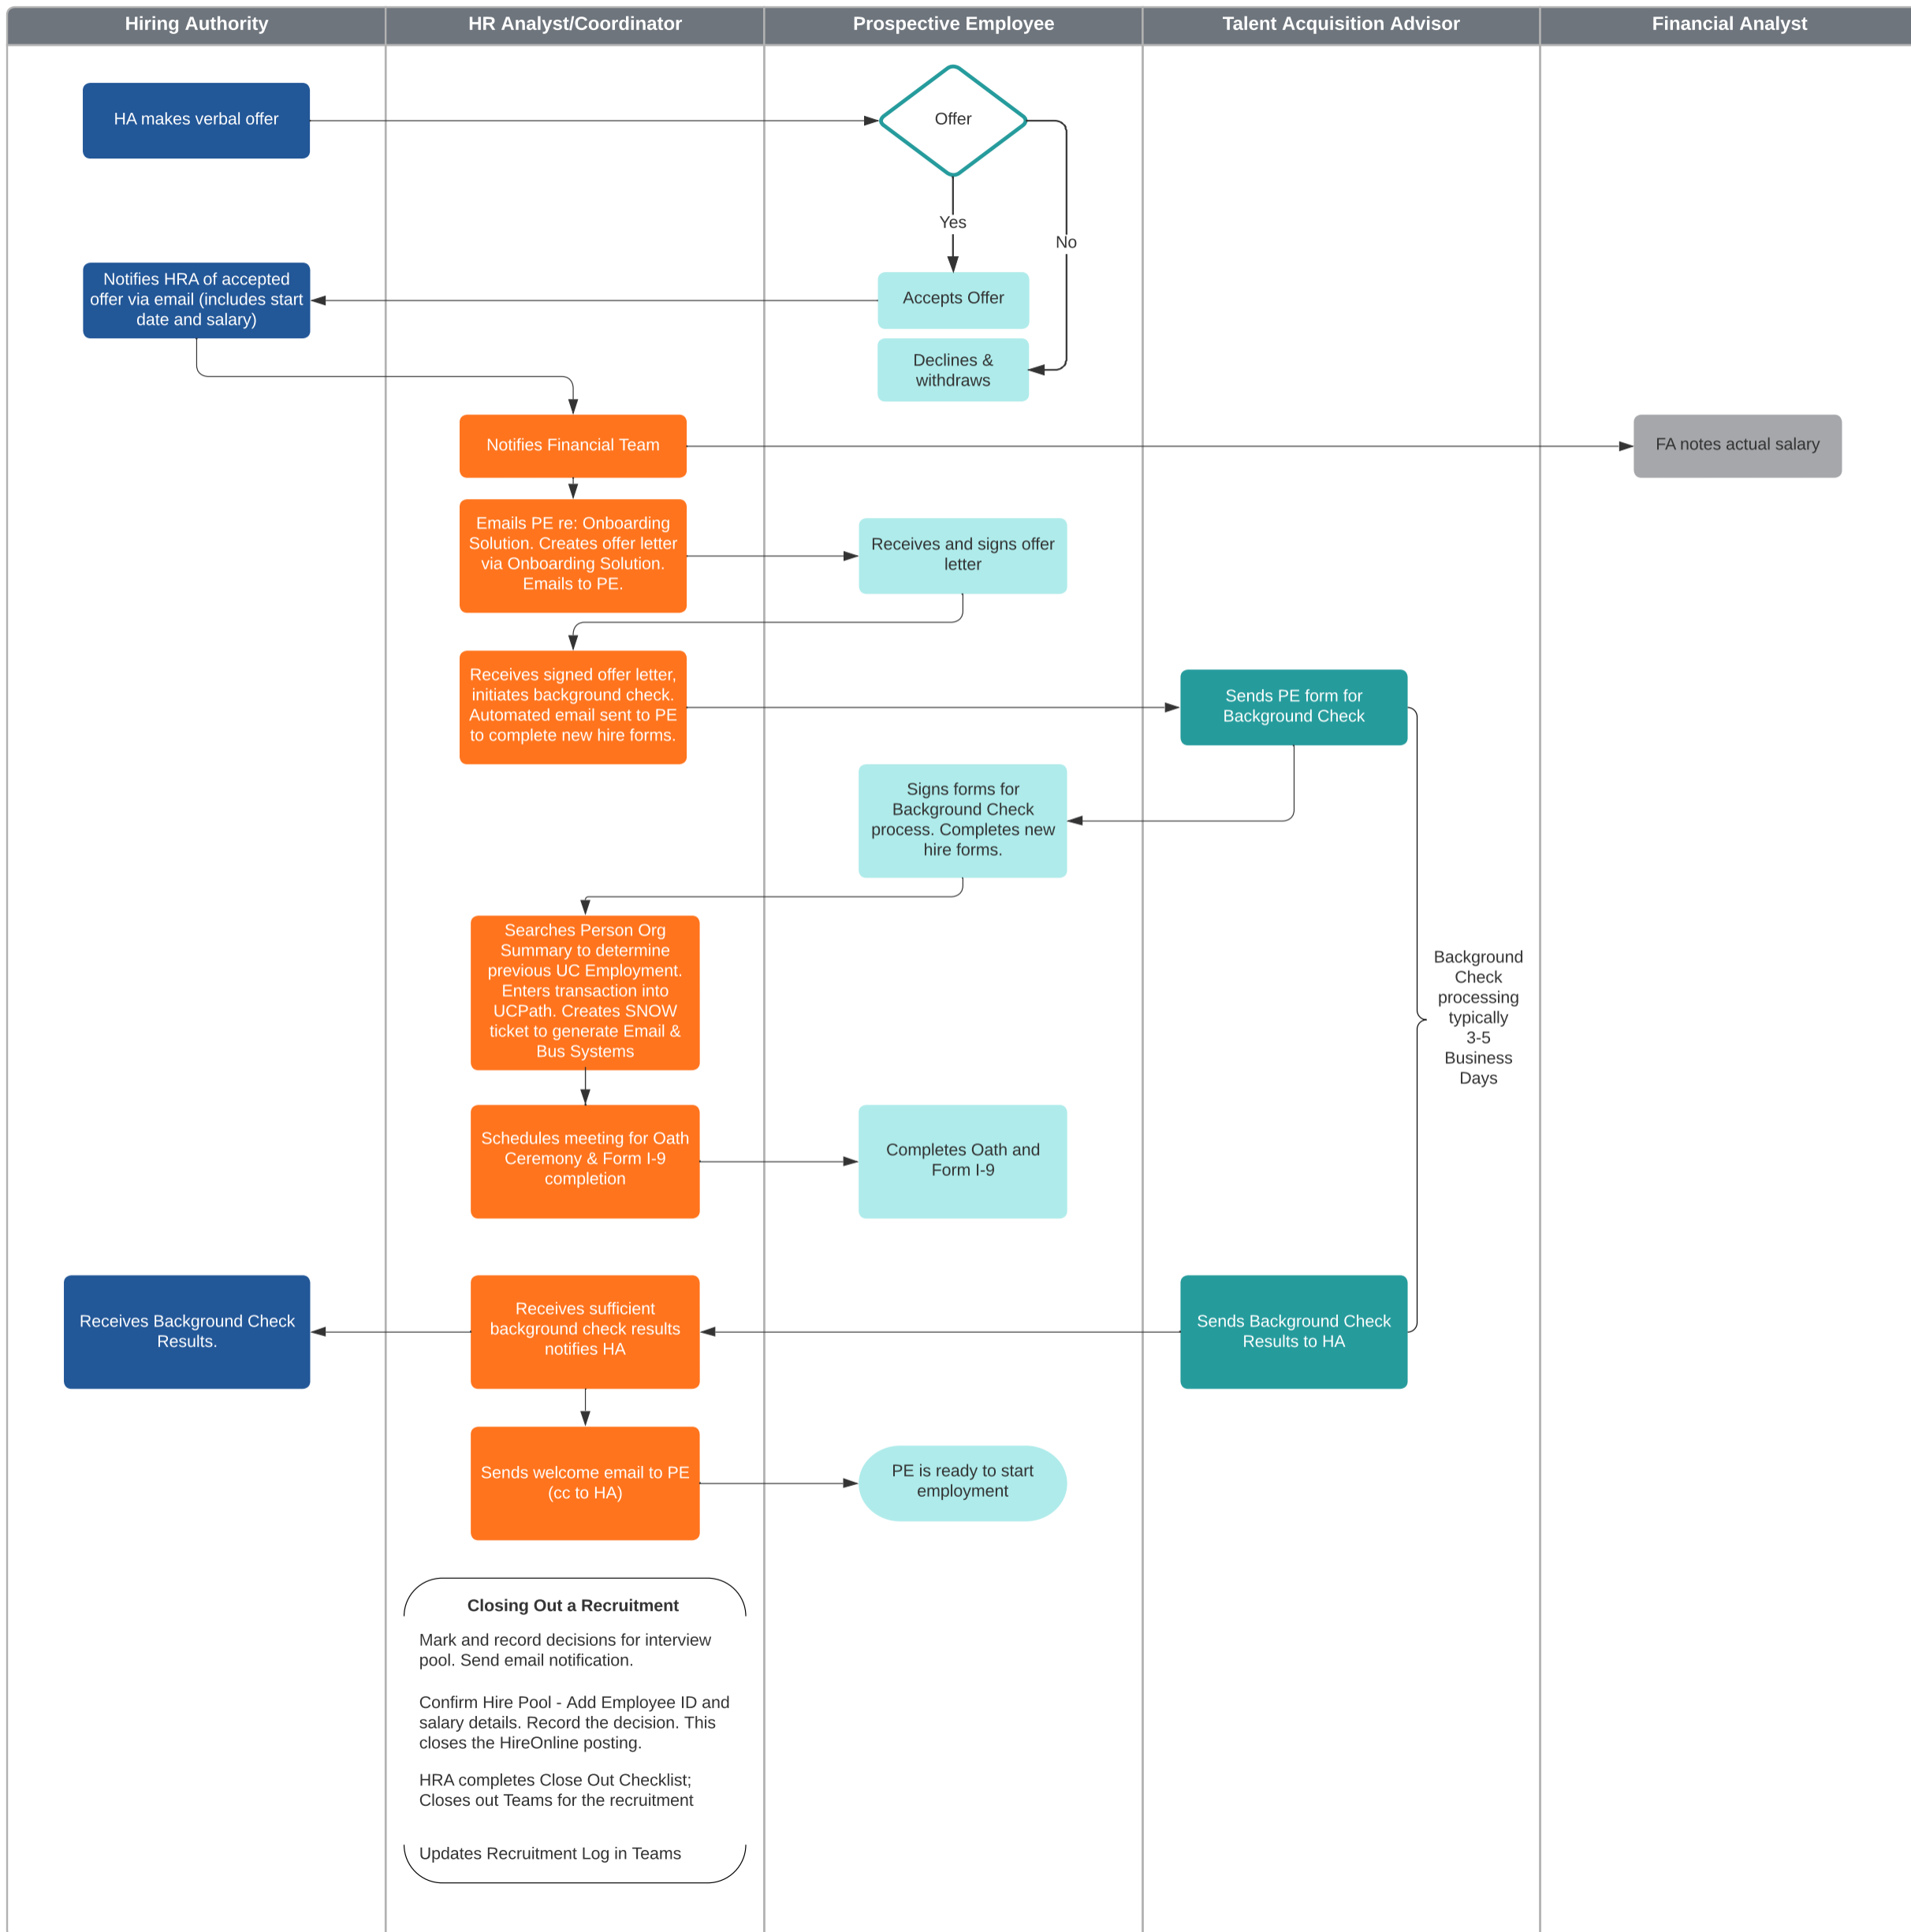 Hiring Authority
HR Analyst/Coordinator
Prospective Employee
Talent Acquisition Advisor
Financial Analyst
HA makes verbal offer
Offer
Yes
No
Notifies HRA of accepted
offer via email (includes start
date and salary)
Accepts Offer
Declines &
withdraws
Notifies Financial Team
FA notes actual salary
Emails PE re: Onboarding
Solution. Creates offer letter
via Onboarding Solution.
Emails to PE.
Receives and signs offer
letter
Receives signed offer letter,
initiates background check.
Automated email sent to PE
to complete new hire forms.
Sends PE form for
Background Check
Signs forms for
Background Check
process. Completes new
hire forms.
Searches Person Org
Summary to determine
previous UC Employment.
Enters transaction into
UCPath. Creates SNOW
ticket to generate Email &
Bus Systems
Background
Check
processing
typically
3-5
Business
Days
Schedules meeting for Oath
Ceremony & Form I-9
completion
Completes Oath and
Form I-9
Receives Background Check
Results.
Receives sufficient
background check results
notifies HA
Sends Background Check
Results to HA
Sends welcome email to PE
(cc to HA)
PE is ready to start
employment
Closing Out a Recruitment
Mark and record decisions for interview
pool. Send email notification.
Confirm Hire Pool - Add Employee ID and
salary details. Record the decision. This
closes the HireOnline posting.
HRA completes Close Out Checklist;
Closes out Teams for the recruitment
Updates Recruitment Log in Teams